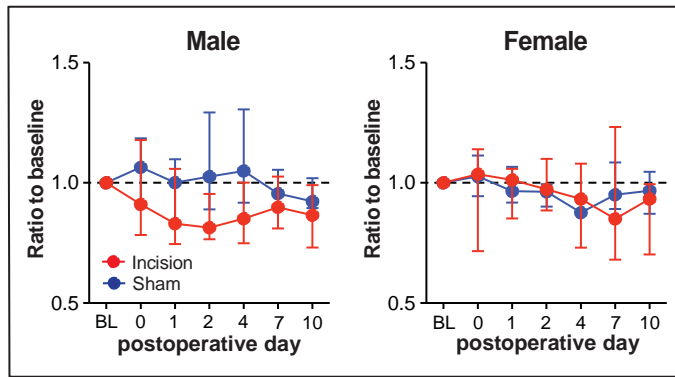 Male
Ratio to baseline
1.5
1.0
0.5
Incision
Sham
BL 0 1 2 4 7 10
postoperative day
Female
Ratio to baseline
1.5
1.0
0.5
BL 0 1 2 4 7 10
postoperative day